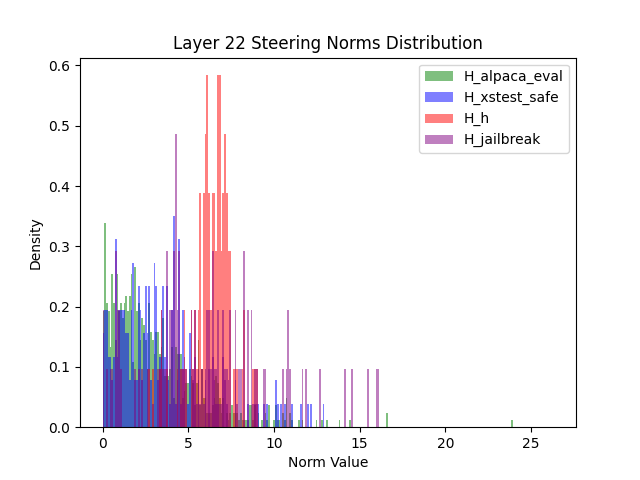 Layer 22 Steering Norms Distribution
H_alpaca_eval
H_xstest_safe
H_h
H_jailbreak
0.6
0.5
0.4
0.3
0.2
0.1
0.0
Density
0 5 10 15 20 25
Norm Value